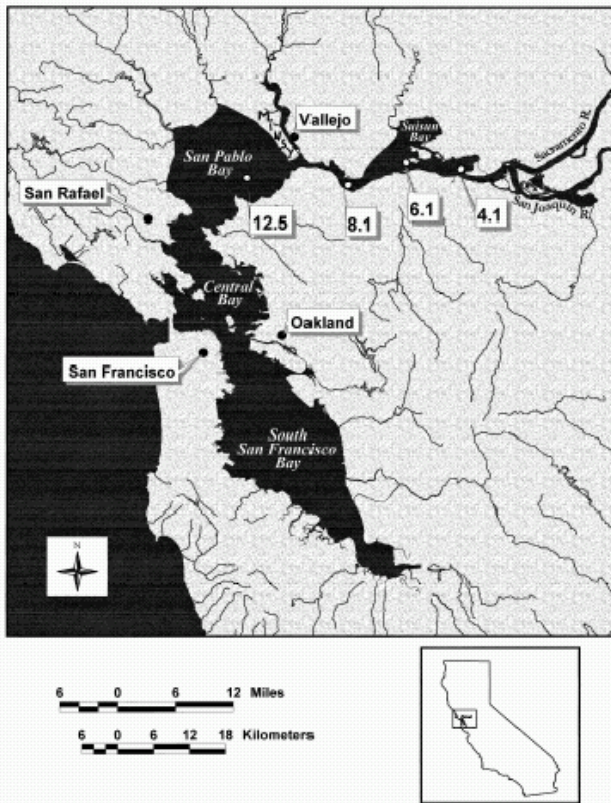 Vallejo
Suisun
Bay
Sacramento R.
San Pablo
Bay
San Rafael
San Joaquin R.
12.5
8.1
6.1
4.1
Central
Bay
Oakland
San Francisco
South
San Francisco
Bay
N
6 0 6 12 Miles
6 0 6 12 18 Kilometers